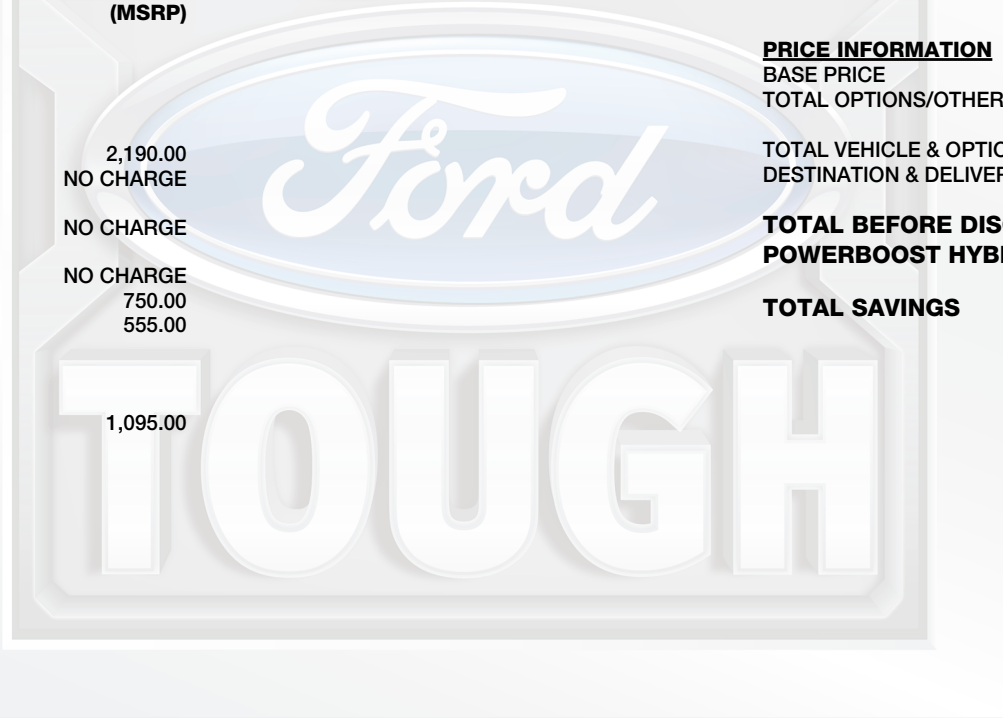 (MSRP)
2,190.00
NO CHARGE
NO CHARGE
NO CHARGE
750.00
555.00
1,095.00
PRICE INFORMATION
BASE PRICE
TOTAL OPTIONS/OTHER
TOTAL VEHICLE & OPTIO
DESTINATION & DELIVER
TOTAL BEFORE DIS
POWERBOOST HYB
TOTAL SAVINGS
Ford
TOUGH